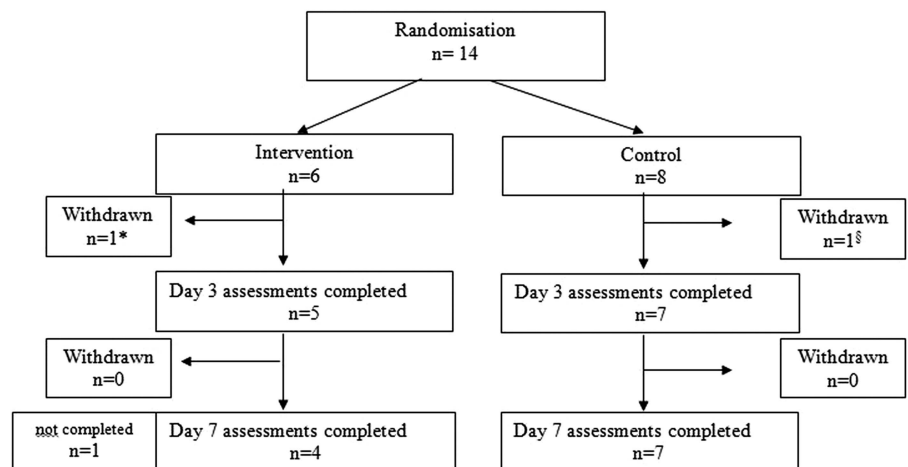 Randomisation
n= 14
Intervention
n=6
Control
n=8
Withdrawn
n=1*
Withdrawn
n=1§
Day 3 assessments completed
n=5
Day 3 assessments completed
n=7
Withdrawn
n=0
Withdrawn
n=0
not completed
n=1
Day 7 assessments completed
n=4
Day 7 assessments completed
n=7